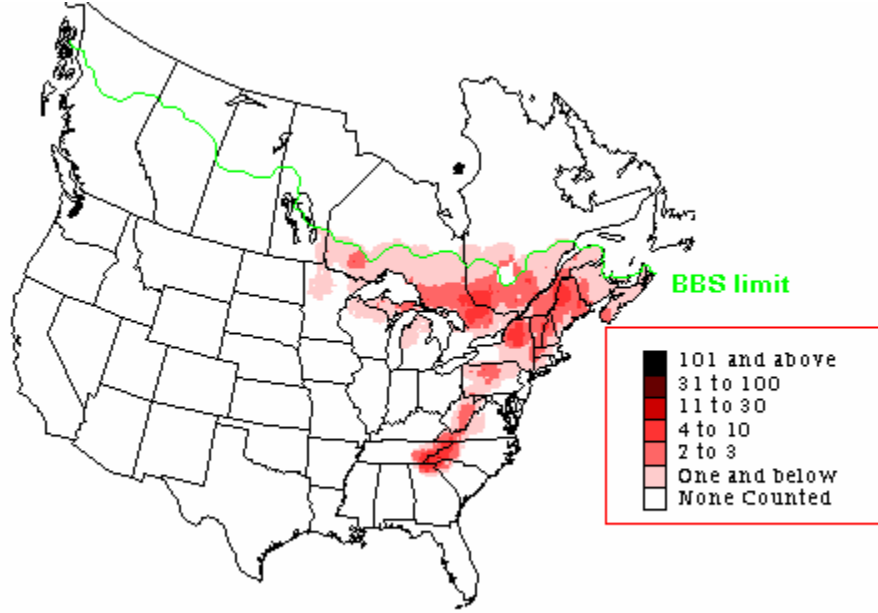 BBS limit
101 and above
31 to 100
11 to 30
4 to 10
2 to 3
One and below
None Counted